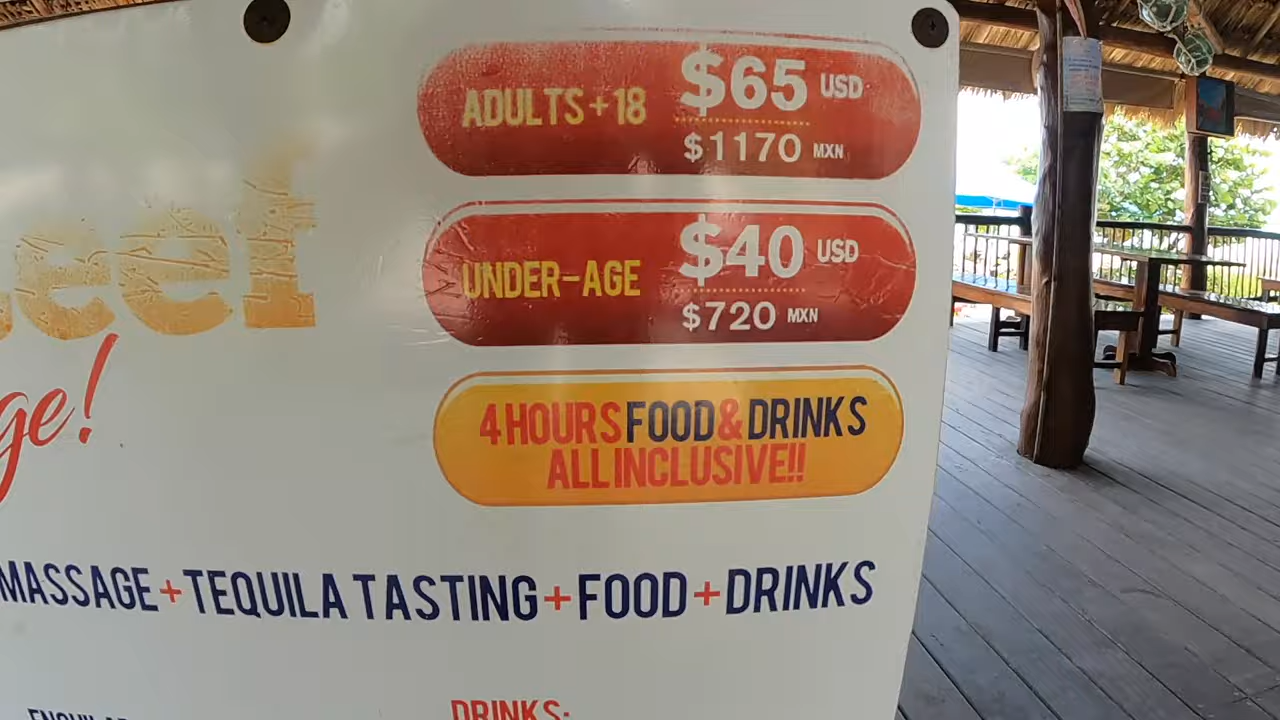 ADULTS +18
$65 USD
$1170 MXN
UNDER-AGE
$40 USD
$720 MXN
4 HOURS FOOD & DRINKS
ALL INCLUSIVE!!
MASSAGE + TEQUILA TASTING + FOOD + DRINKS
DRINKS: